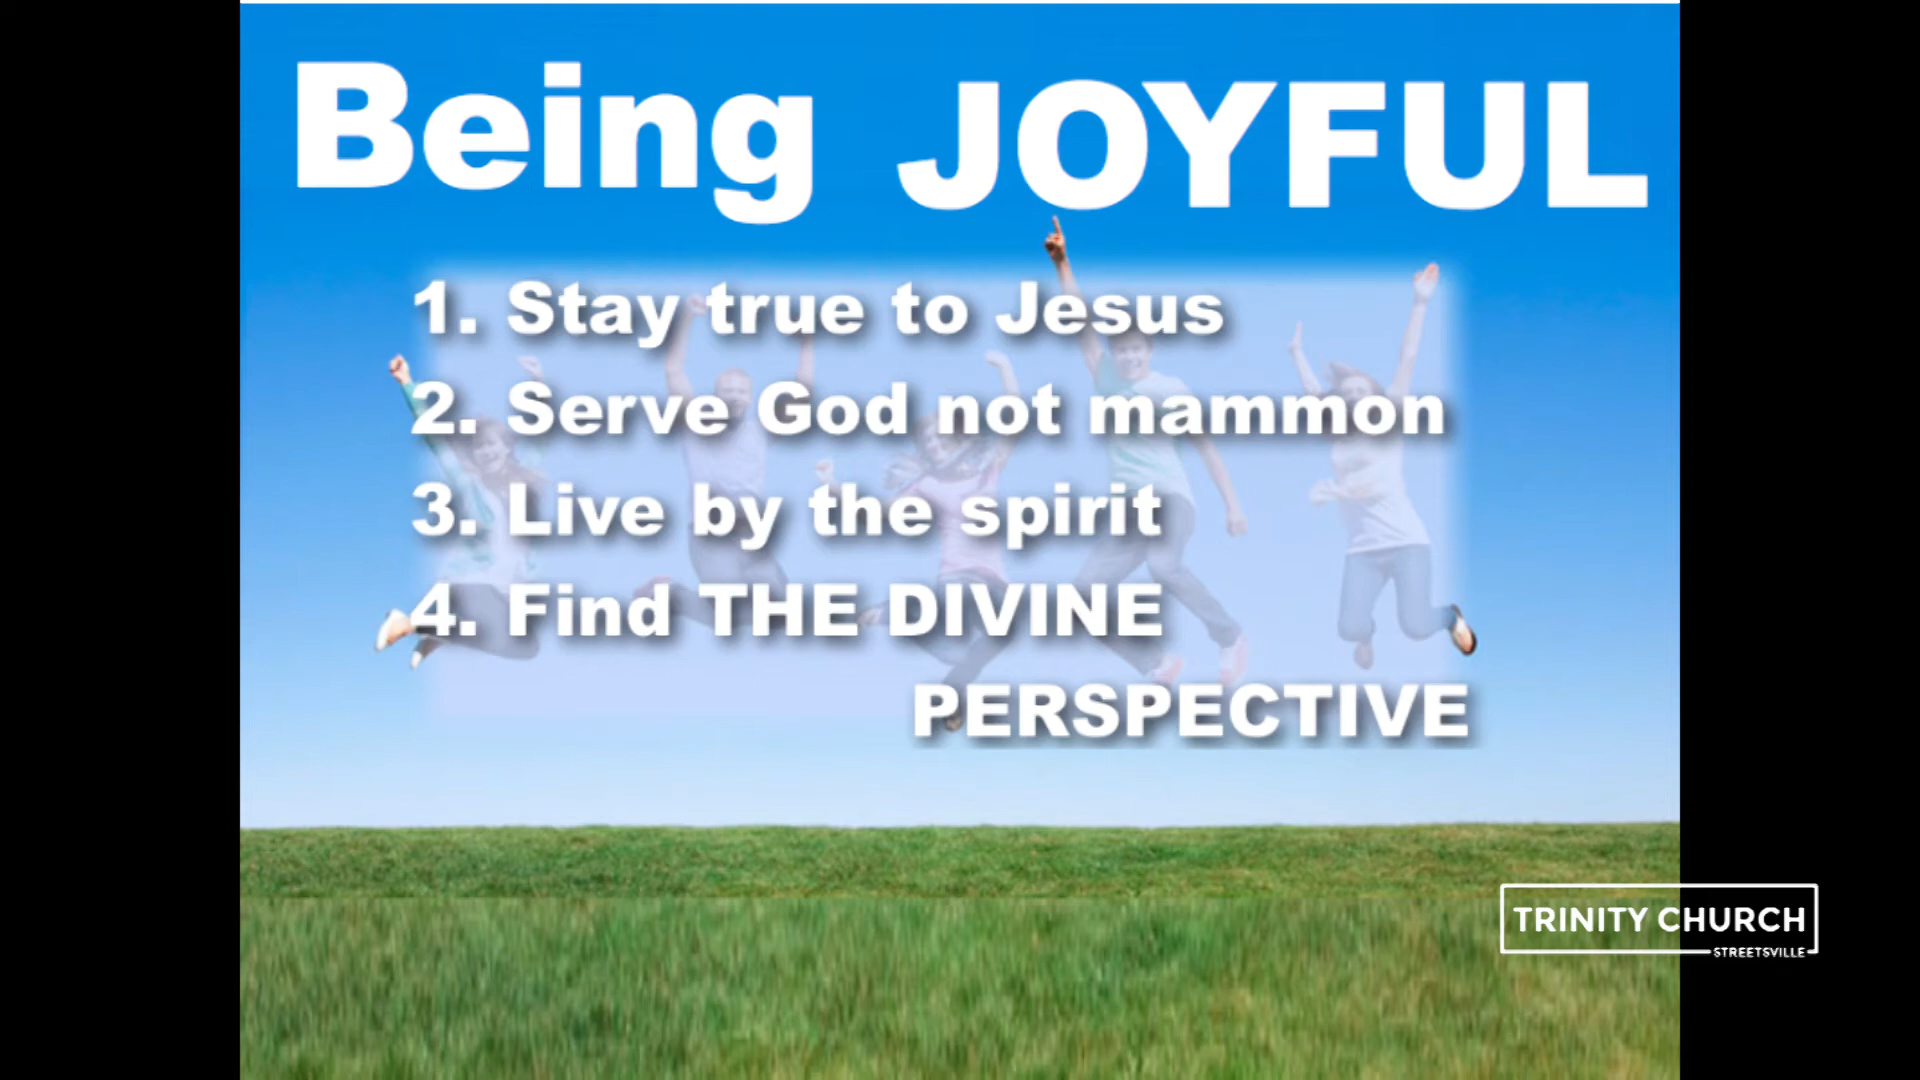 Being JOYFUL
1. Stay true to Jesus
2. Serve God not mammon
3. Live by the spirit
4. Find THE DIVINE
PERSPECTIVE
TRINITY CHURCH
STREETSVILLE